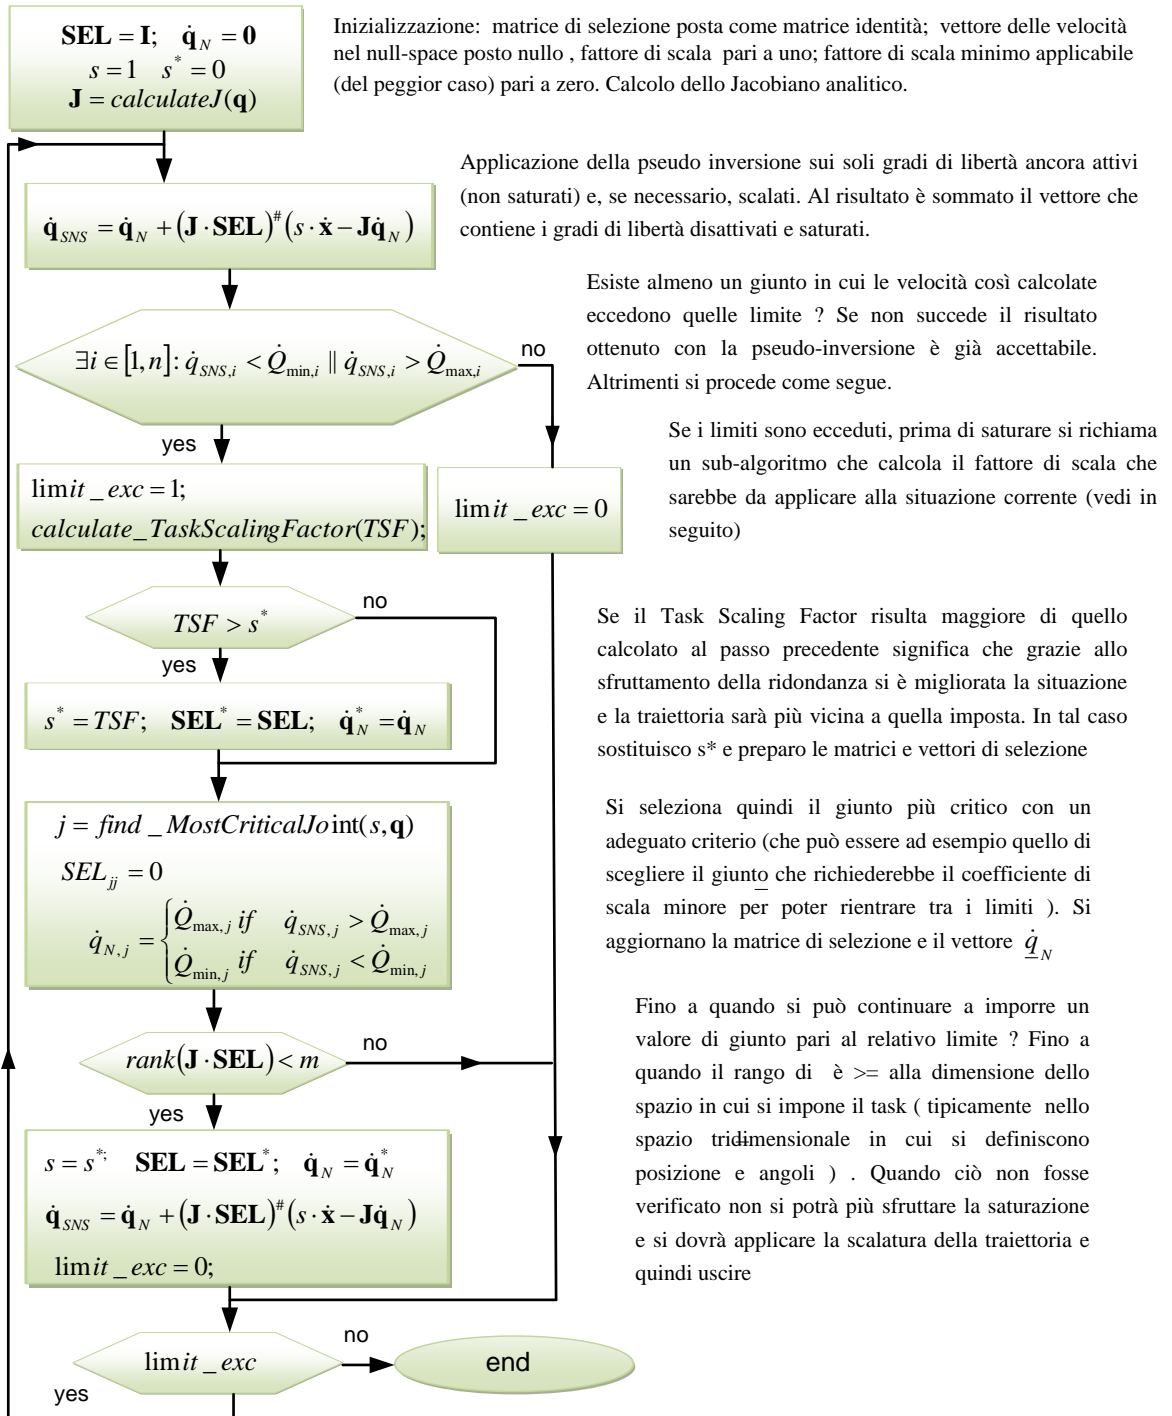 SEL = I; q̇_N = 0
s = 1 s* = 0
J = calculateJ(q)
Inizializzazione: matrice di selezione posta come matrice identità; vettore delle velocità
nel null-space posto nullo , fattore di scala pari a uno; fattore di scala minimo applicabile
(del peggior caso) pari a zero. Calcolo dello Jacobiano analitico.
Applicazione della pseudo inversione sui soli gradi di libertà ancora attivi
(non saturati) e, se necessario, scalati. Al risultato è sommato il vettore che
contiene i gradi di libertà disattivati e saturati.
q̇_SNS = q̇_N + (J · SEL)^# (s · ẋ − Jq̇_N)
Esiste almeno un giunto in cui le velocità così calcolate
eccedono quelle limite ? Se non succede il risultato
ottenuto con la pseudo-inversione è già accettabile.
Altrimenti si procede come segue.
∃i ∈ [1, n]: q̇_SNS,i < Q̇_min,i || q̇_SNS,i > Q̇_max,i
no
yes
Se i limiti sono ecceduti, prima di saturare si richiama
un sub-algoritmo che calcola il fattore di scala che
sarebbe da applicare alla situazione corrente (vedi in
seguito)
limit _ exc = 1;
calculate_TaskScalingFactor(TSF);
limit _ exc = 0
TSF > s*
no
yes
Se il Task Scaling Factor risulta maggiore di quello
calcolato al passo precedente significa che grazie allo
sfruttamento della ridondanza si è migliorata la situazione
e la traiettoria sarà più vicina a quella imposta. In tal caso
sostituisco s* e preparo le matrici e vettori di selezione
s* = TSF; SEL* = SEL; q̇*_N = q̇_N
j = find _ MostCriticalJoint(s, q)
SEL_jj = 0
q̇_N,j = { Q̇_max,j if q̇_SNS,j > Q̇_max,j
Q̇_min,j if q̇_SNS,j < Q̇_min,j
Si seleziona quindi il giunto più critico con un
adeguato criterio (che può essere ad esempio quello di
scegliere il giunto che richiederebbe il coefficiente di
scala minore per poter rientrare tra i limiti ). Si
aggiornano la matrice di selezione e il vettore q̇_N
rank(J · SEL) < m
no
yes
Fino a quando si può continuare a imporre un
valore di giunto pari al relativo limite ? Fino a
quando il rango di è >= alla dimensione dello
spazio in cui si impone il task ( tipicamente nello
spazio tridimensionale in cui si definiscono
posizione e angoli ) . Quando ciò non fosse
verificato non si potrà più sfruttare la saturazione
e si dovrà applicare la scalatura della traiettoria e
quindi uscire
s = s*; SEL = SEL*; q̇_N = q̇*_N
q̇_SNS = q̇_N + (J · SEL)^# (s · ẋ − Jq̇_N)
limit _ exc = 0;
limit _ exc
no
end
yes